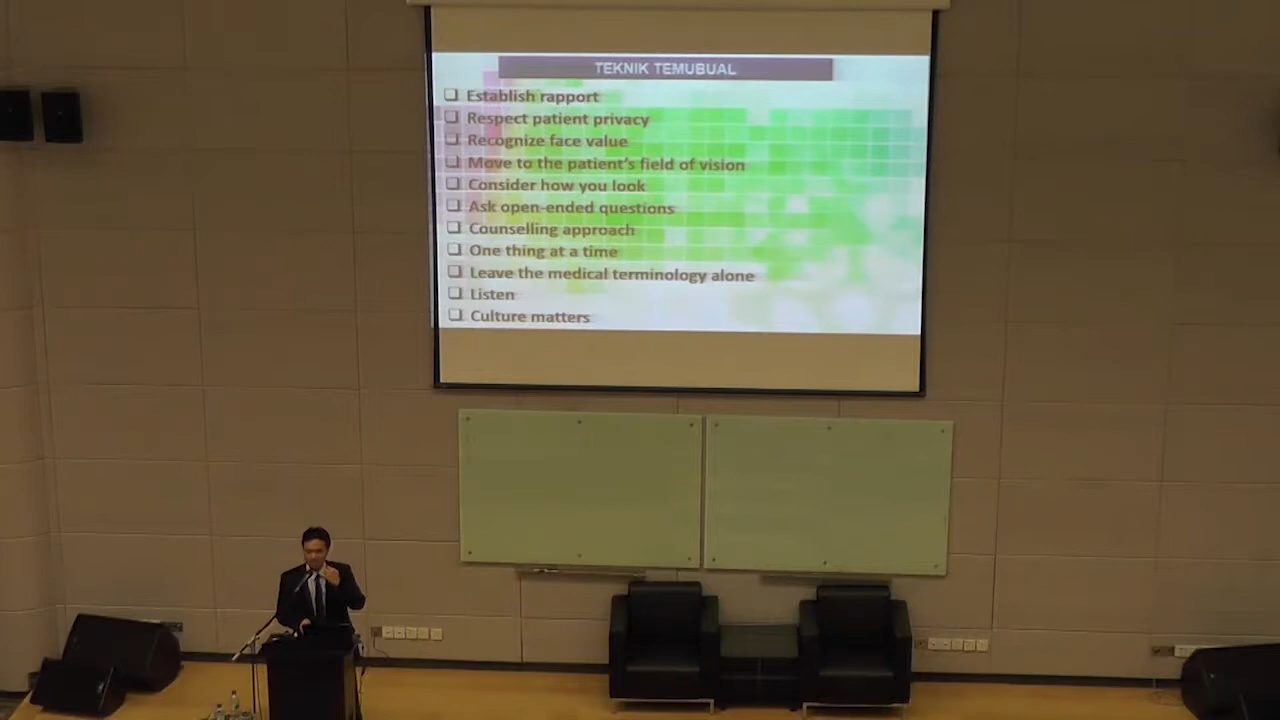 TEKNIK TEMUBUAL
❑ Establish rapport
❑ Respect patient privacy
❑ Recognize face value
❑ Move to the patient's field of vision
❑ Consider how you look
❑ Ask open-ended questions
❑ Counselling approach
❑ One thing at a time
❑ Leave the medical terminology alone
❑ Listen
❑ Culture matters